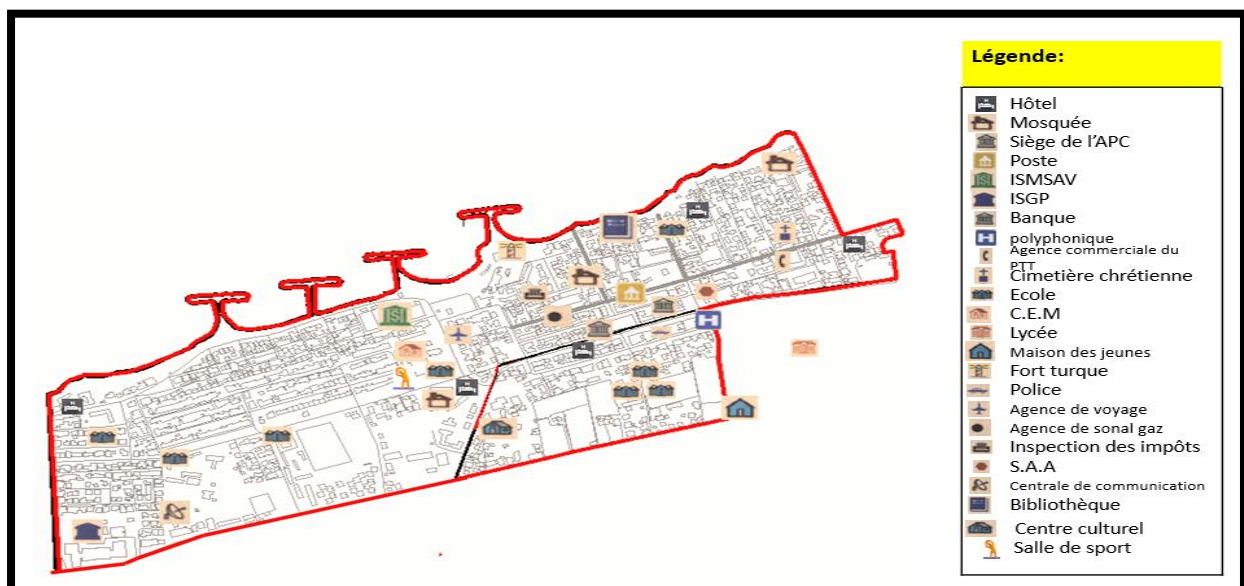 Légende:
Hôtel
Mosquée
Siège de l'APC
Poste
ISMSAV
ISGP
Banque
polyphonique
Agence commerciale du
PTT
Cimetière chrétienne
Ecole
C.E.M
Lycée
Maison des jeunes
Fort turque
Police
Agence de voyage
Agence de sonal gaz
Inspection des impôts
S.A.A
Centrale de communication
Bibliothèque
Centre culturel
Salle de sport